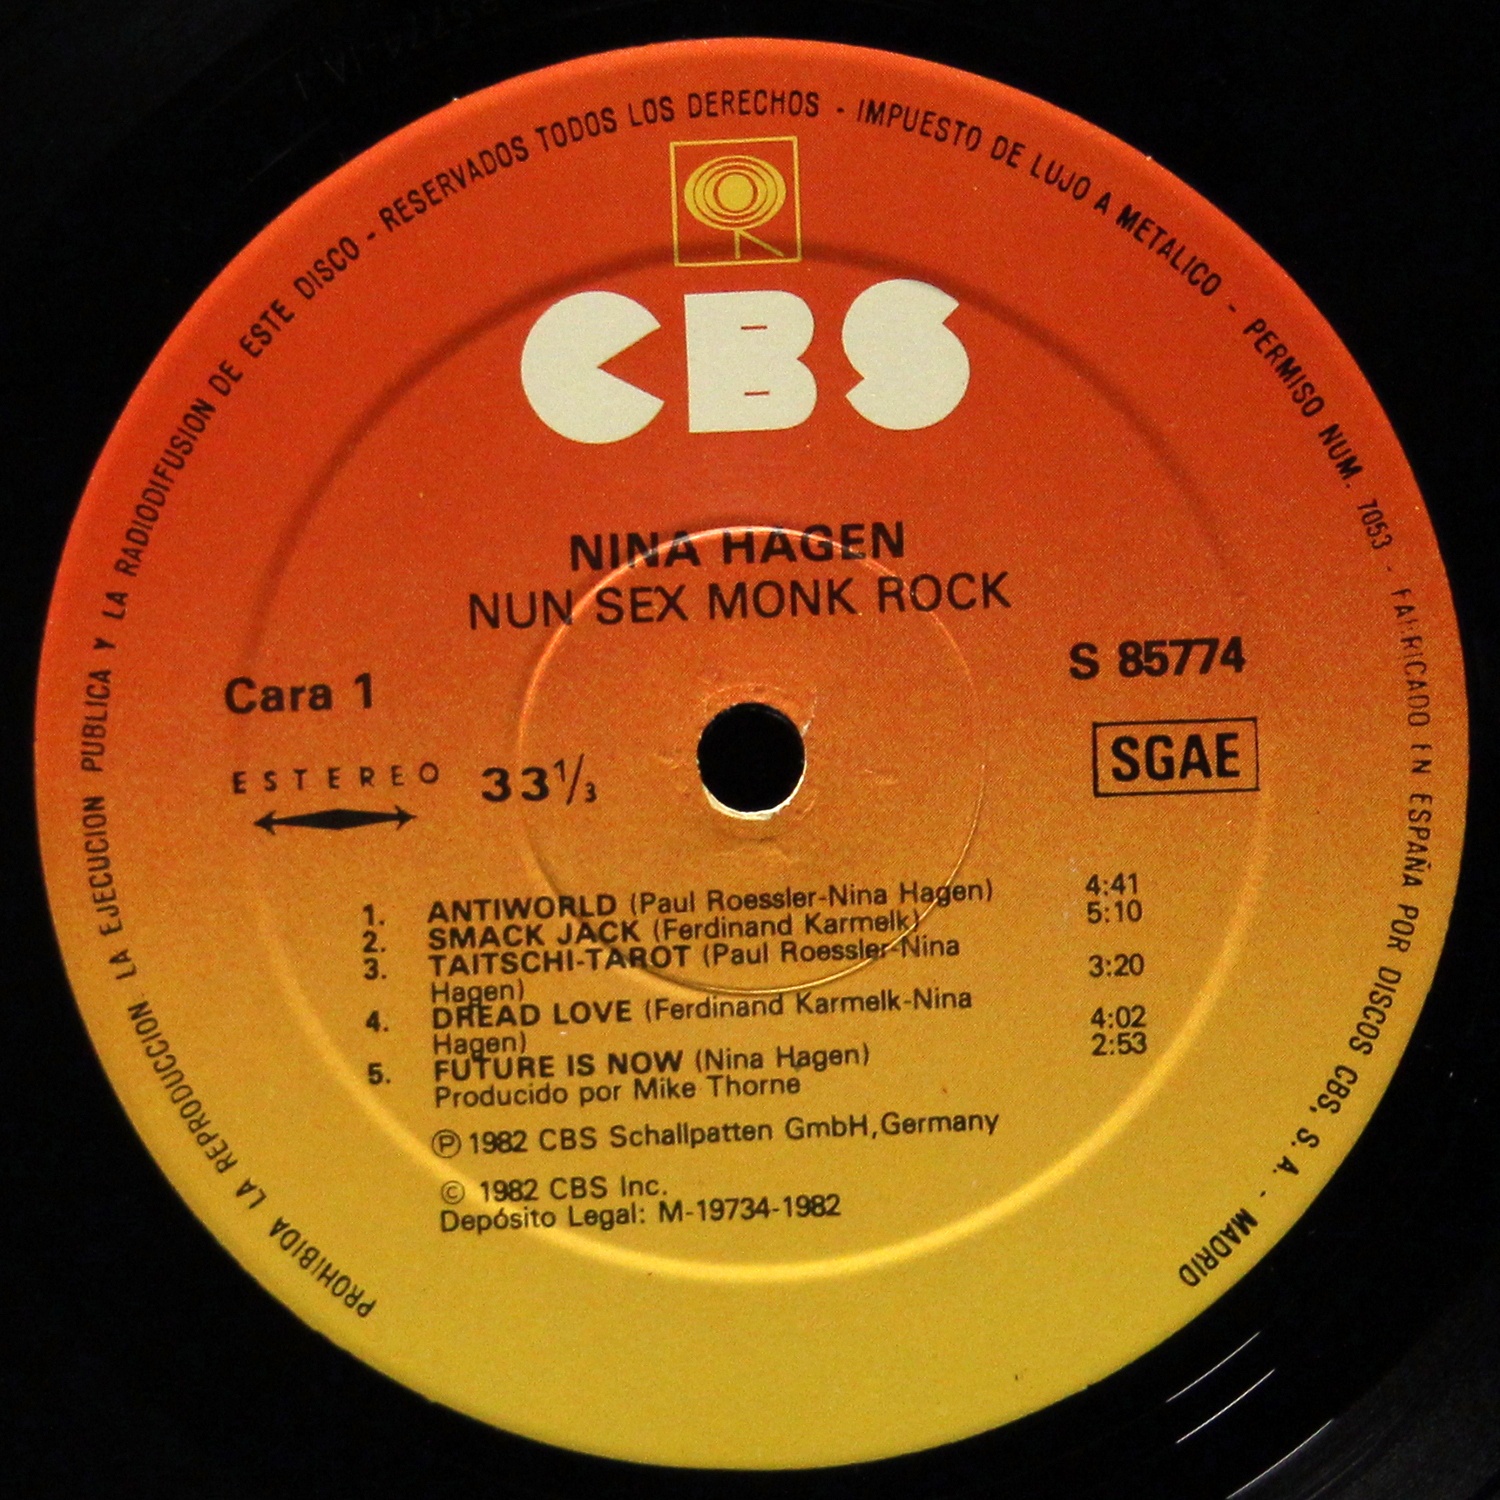 PROHIBIDA LA REPRODUCCION, LA EJECUCION PUBLICA Y LA RADIODIFUSION DE ESTE DISCO - RESERVADOS TODOS LOS DERECHOS - IMPUESTO DE LUJO A METALICO - PERMISO NUM. 7053 - FABRICADO EN ESPAÑA POR DISCOS CBS, S. A. - MADRID
CBS
NINA HAGEN
NUN SEX MONK ROCK
Cara 1
S 85774
ESTEREO 33 1/3
SGAE
1. ANTIWORLD (Paul Roessler-Nina Hagen) 4:41
2. SMACK JACK (Ferdinand Karmelk) 5:10
3. TAITSCHI-TAROT (Paul Roessler-Nina
Hagen) 3:20
4. DREAD LOVE (Ferdinand Karmelk-Nina
Hagen) 4:02
5. FUTURE IS NOW (Nina Hagen) 2:53
Producido por Mike Thorne
℗ 1982 CBS Schallpatten GmbH, Germany
© 1982 CBS Inc.
Depósito Legal: M-19734-1982